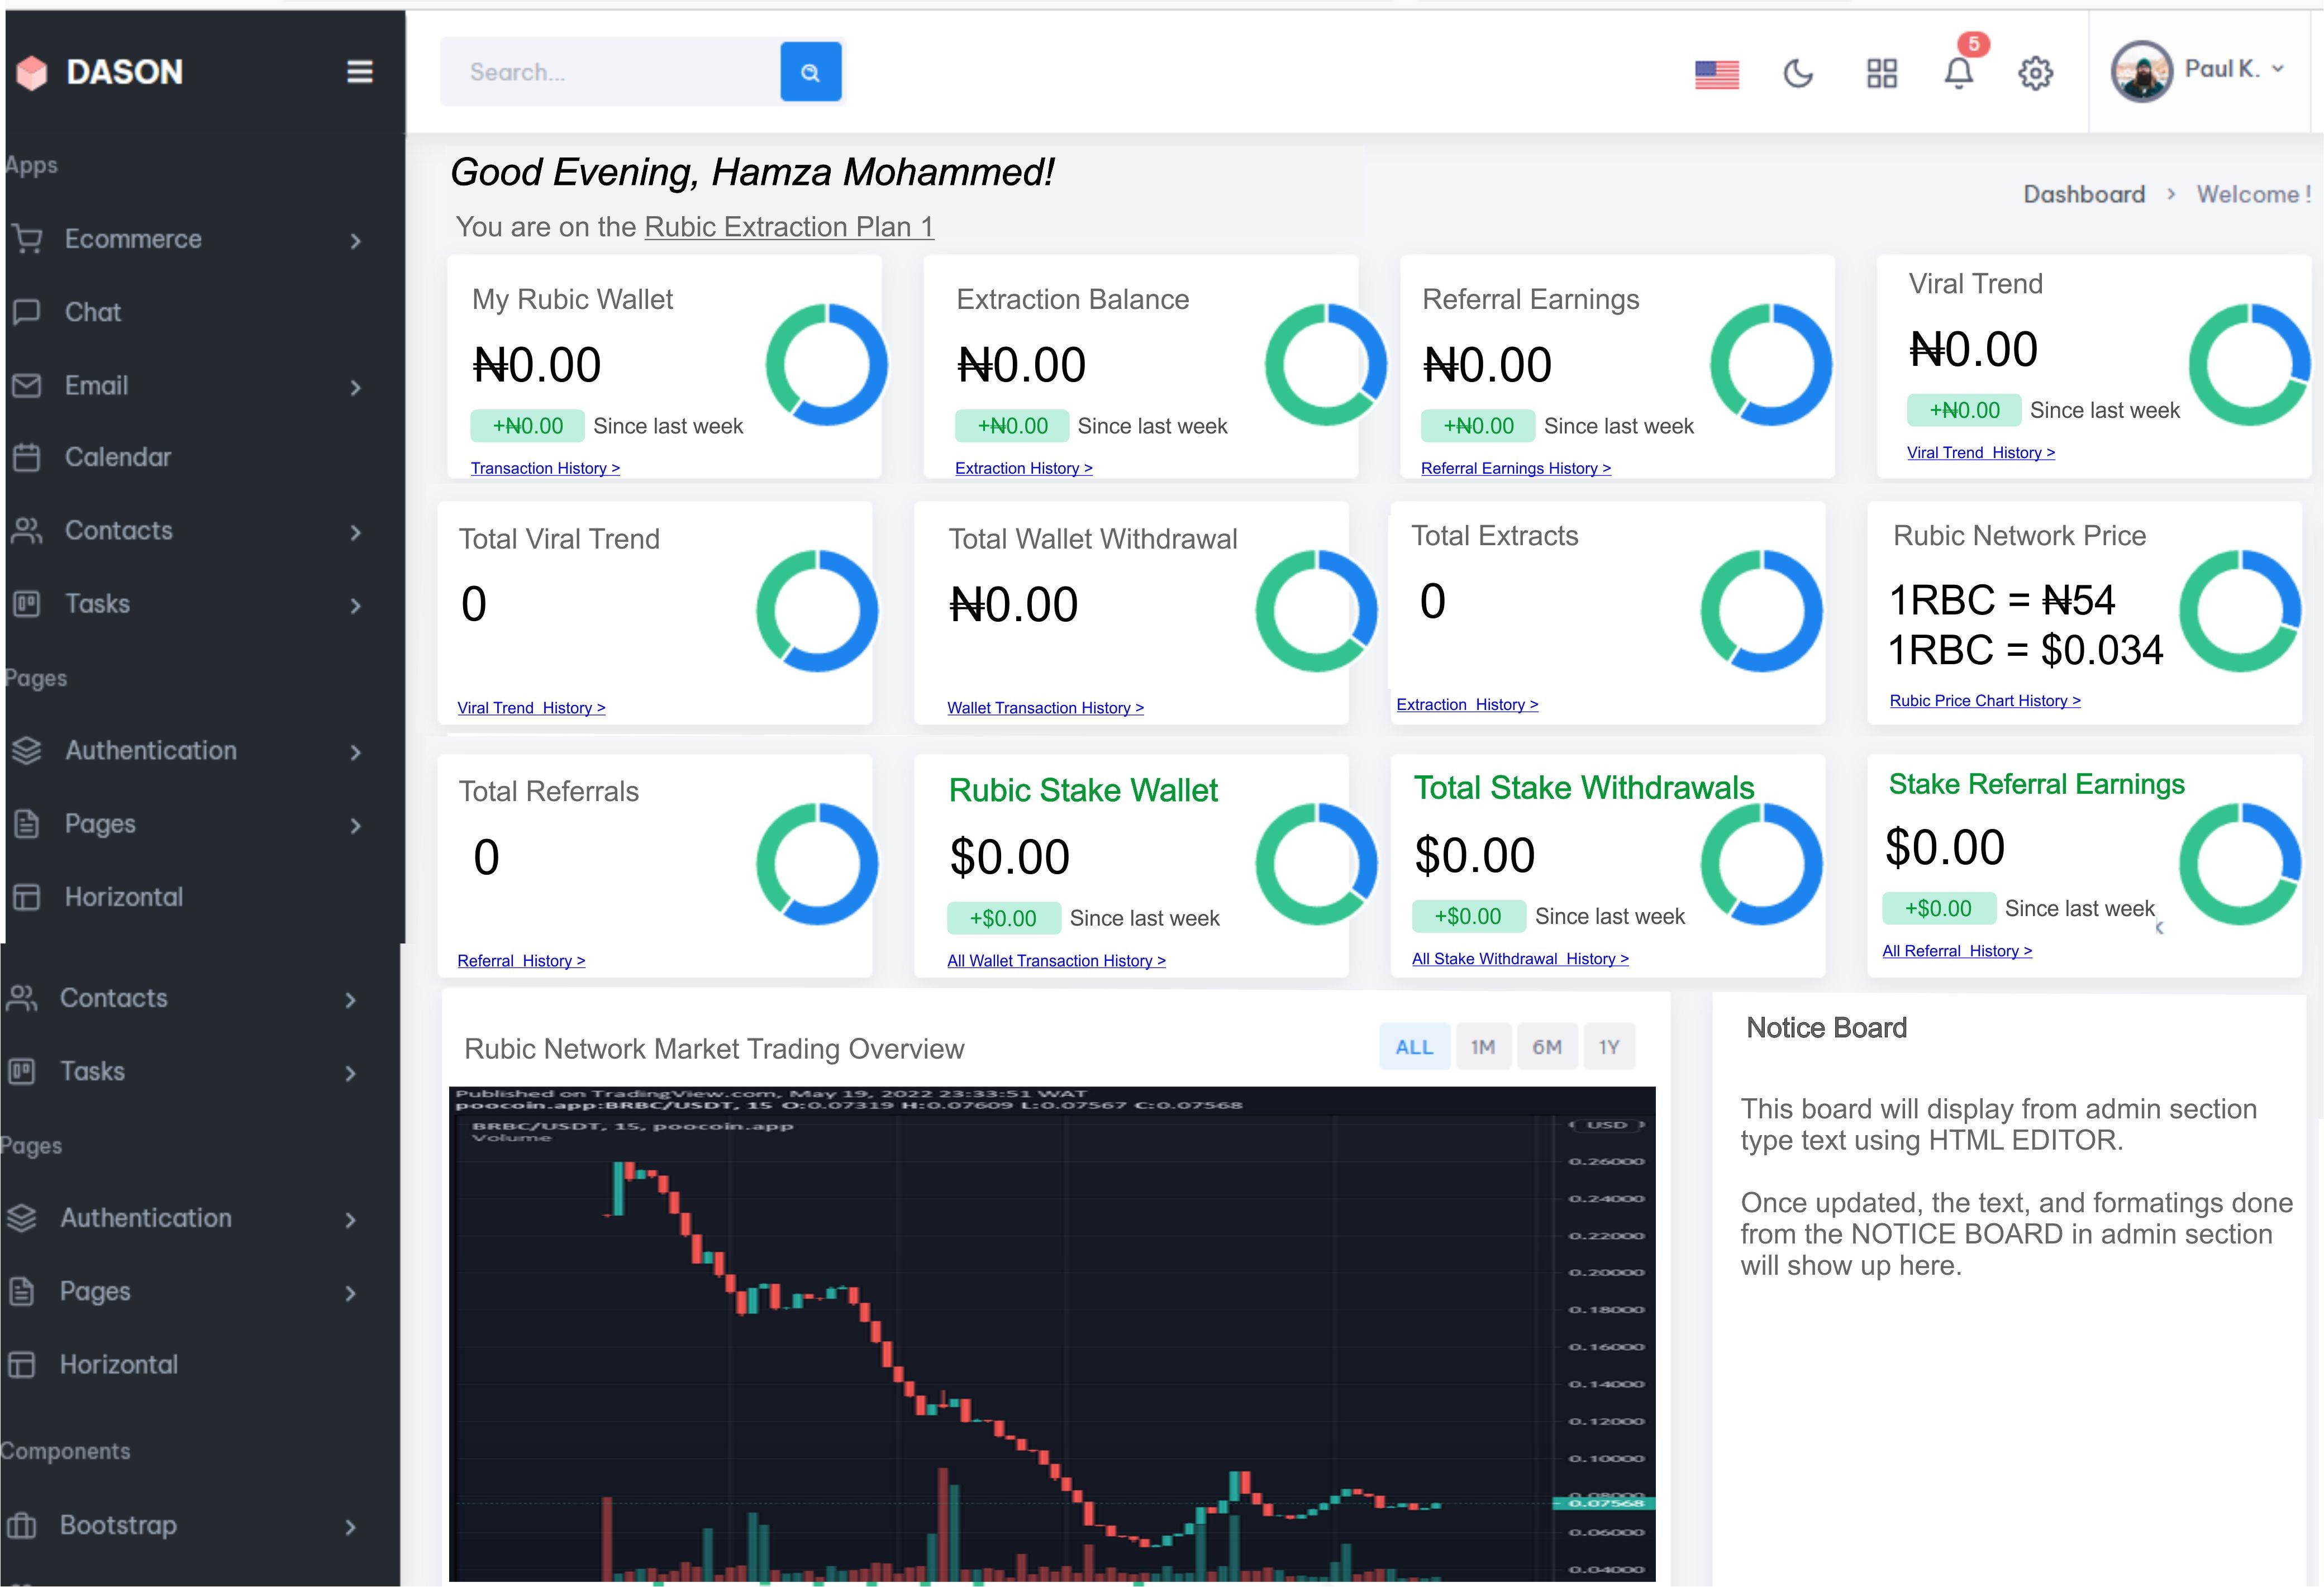 DASON
Search...
5
Paul K.
Apps
Ecommerce
Chat
Email
Calendar
Contacts
Tasks
Pages
Authentication
Pages
Horizontal
Contacts
Tasks
Pages
Authentication
Pages
Horizontal
Components
Bootstrap
Good Evening, Hamza Mohammed!
You are on the Rubic Extraction Plan 1
Dashboard > Welcome !
My Rubic Wallet
₦0.00
+₦0.00 Since last week
Transaction History >
Extraction Balance
₦0.00
+₦0.00 Since last week
Extraction History >
Referral Earnings
₦0.00
+₦0.00 Since last week
Referral Earnings History >
Viral Trend
₦0.00
+₦0.00 Since last week
Viral Trend History >
Total Viral Trend
0
Viral Trend History >
Total Wallet Withdrawal
₦0.00
Wallet Transaction History >
Total Extracts
0
Extraction History >
Rubic Network Price
1RBC = ₦54
1RBC = $0.034
Rubic Price Chart History >
Total Referrals
0
Referral History >
Rubic Stake Wallet
$0.00
+$0.00 Since last week
All Wallet Transaction History >
Total Stake Withdrawals
$0.00
+$0.00 Since last week
All Stake Withdrawal History >
Stake Referral Earnings
$0.00
+$0.00 Since last week
k
All Referral History >
Rubic Network Market Trading Overview
ALL 1M 6M 1Y
Published on TradingView.com, May 19, 2022 23:33:51 WAT
poocoin.app:BRBC/USDT, 15 O:0.07319 H:0.07609 L:0.07567 C:0.07568
BRBC/USDT, 15, poocoin.app
Volume
USD
0.26000
0.24000
0.22000
0.20000
0.18000
0.16000
0.14000
0.12000
0.10000
0.08000
0.07568
0.06000
0.04000
Notice Board
This board will display from admin section
type text using HTML EDITOR.
Once updated, the text, and formatings done
from the NOTICE BOARD in admin section
will show up here.